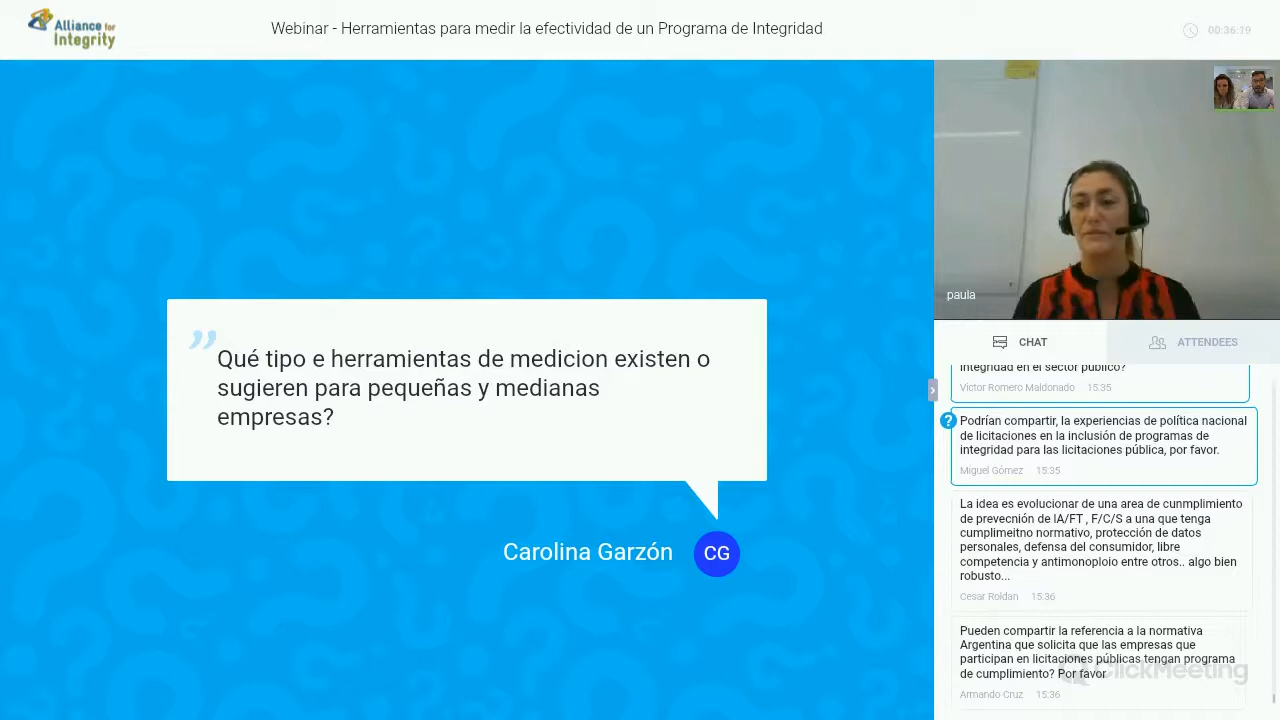 Alliance for
Integrity
Webinar - Herramientas para medir la efectividad de un Programa de Integridad
00:36:19
”
Qué tipo e herramientas de medicion existen o
sugieren para pequeñas y medianas
empresas?
Carolina Garzón
CG
paula
CHAT
ATTENDEES
integridad en el sector público?
Victor Romero Maldonado 15:35
?
Podrían compartir, la experiencias de política nacional
de licitaciones en la inclusión de programas de
integridad para las licitaciones pública, por favor.
Miguel Gómez 15:35
La idea es evolucionar de una area de cunmplimiento
de prevecnión de lA/FT , F/C/S a una que tenga
cumplimeitno normativo, protección de datos
personales, defensa del consumidor, libre
competencia y antimonoploio entre otros.. algo bien
robusto...
Cesar Roldan 15:36
Pueden compartir la referencia a la normativa
Argentina que solicita que las empresas que
participan en licitaciones públicas tengan programa
de cumplimiento? Por favor
Armando Cruz 15:36
ClickMeeting